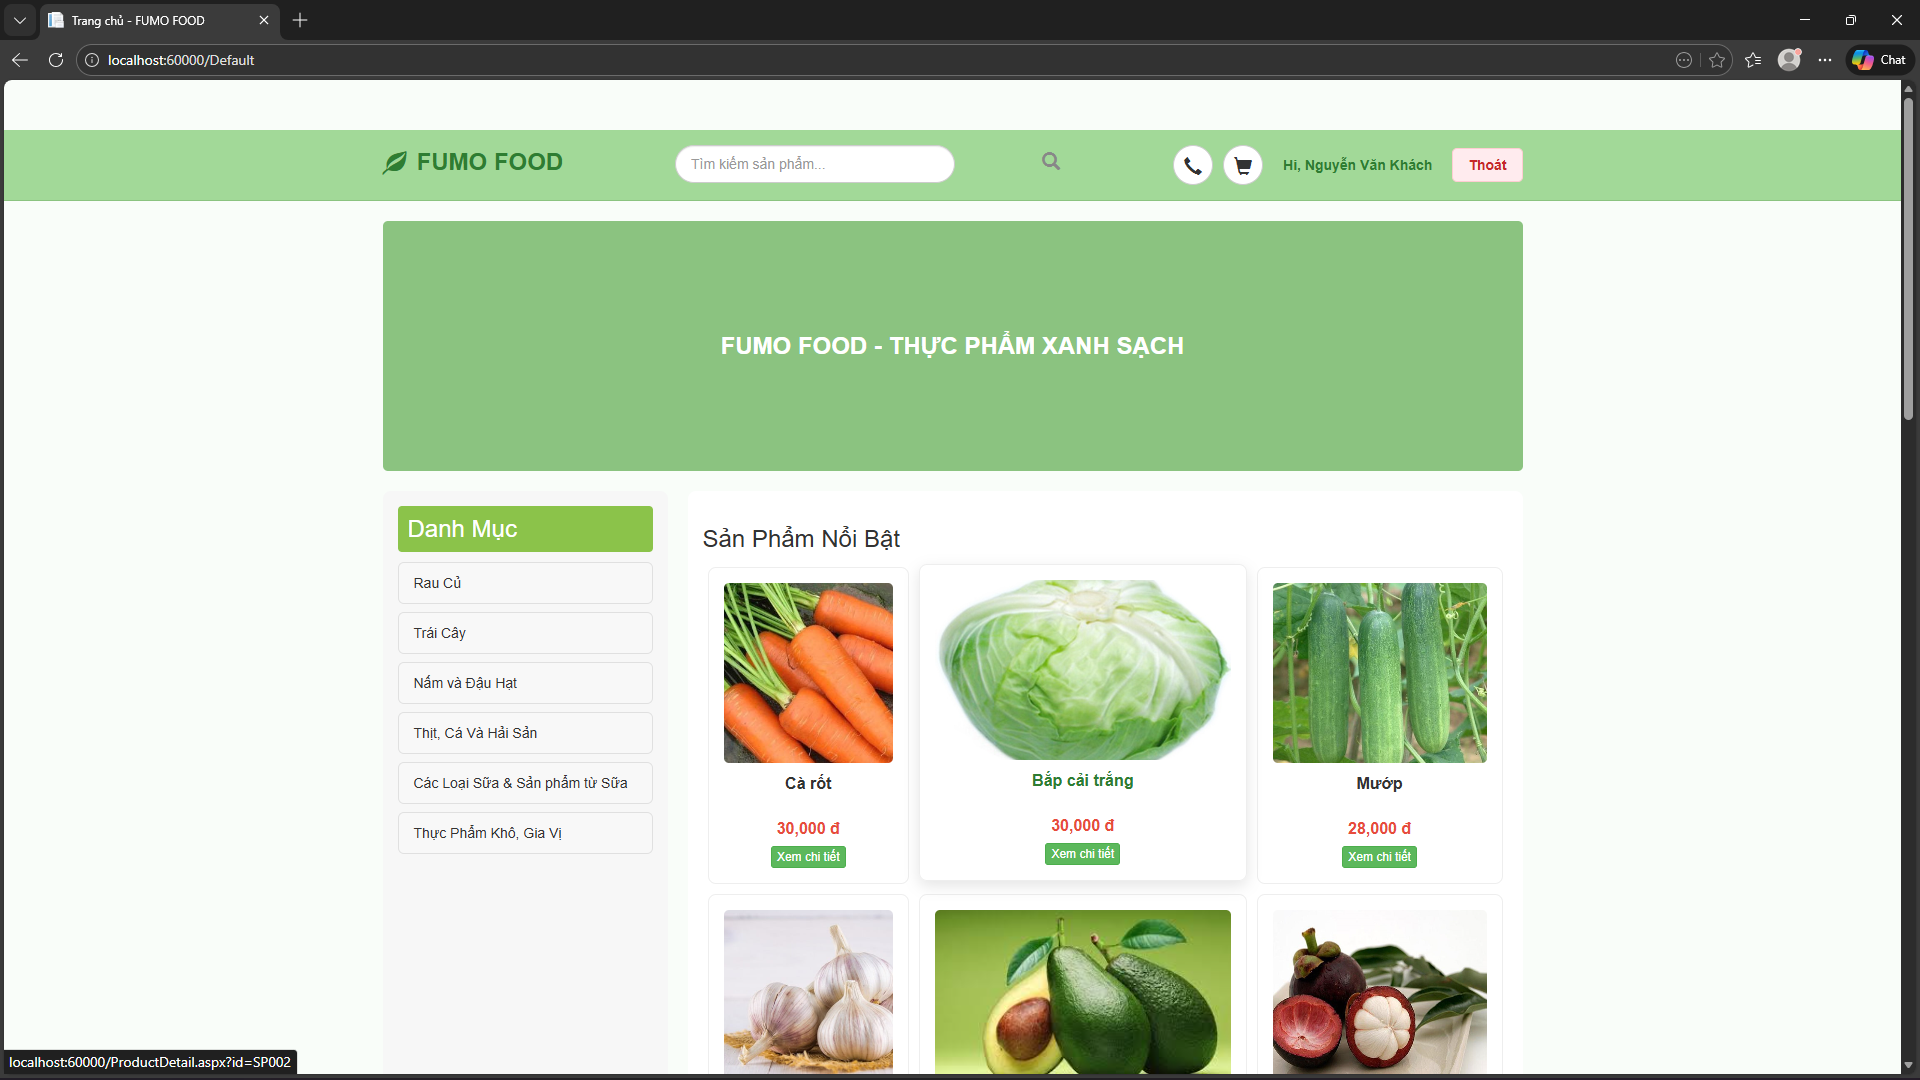 Trang chủ - FUMO FOOD
localhost:60000/Default
Chat
FUMO FOOD
Tìm kiếm sản phẩm...
Hi, Nguyễn Văn Khách
Thoát
FUMO FOOD - THỰC PHẨM XANH SẠCH
Danh Mục
Rau Củ
Trái Cây
Nấm và Đậu Hạt
Thịt, Cá Và Hải Sản
Các Loại Sữa & Sản phẩm từ Sữa
Thực Phẩm Khô, Gia Vị
Sản Phẩm Nổi Bật
Cà rốt
30,000 đ
Xem chi tiết
Bắp cải trắng
30,000 đ
Xem chi tiết
Mướp
28,000 đ
Xem chi tiết
localhost:60000/ProductDetail.aspx?id=SP002